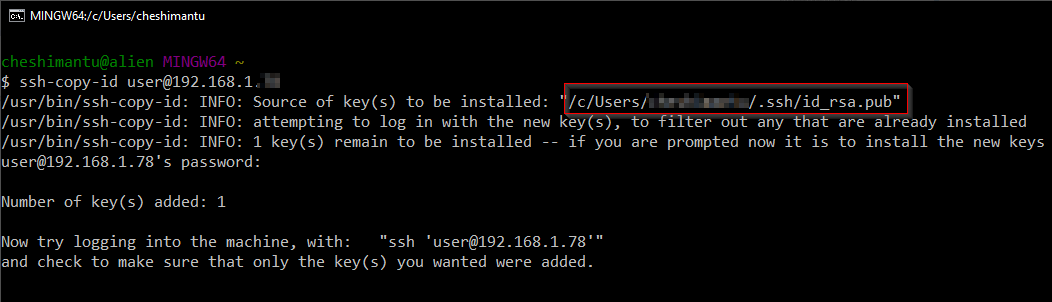 MINGW64:/c/Users/cheshimantu
cheshimantu@alien MINGW64 ~
$ ssh-copy-id user@192.168.1.
/usr/bin/ssh-copy-id: INFO: Source of key(s) to be installed: "/c/Users/ /.ssh/id_rsa.pub"
/usr/bin/ssh-copy-id: INFO: attempting to log in with the new key(s), to filter out any that are already installed
/usr/bin/ssh-copy-id: INFO: 1 key(s) remain to be installed -- if you are prompted now it is to install the new keys
user@192.168.1.78's password:
Number of key(s) added: 1
Now try logging into the machine, with:   "ssh 'user@192.168.1.78'"
and check to make sure that only the key(s) you wanted were added.